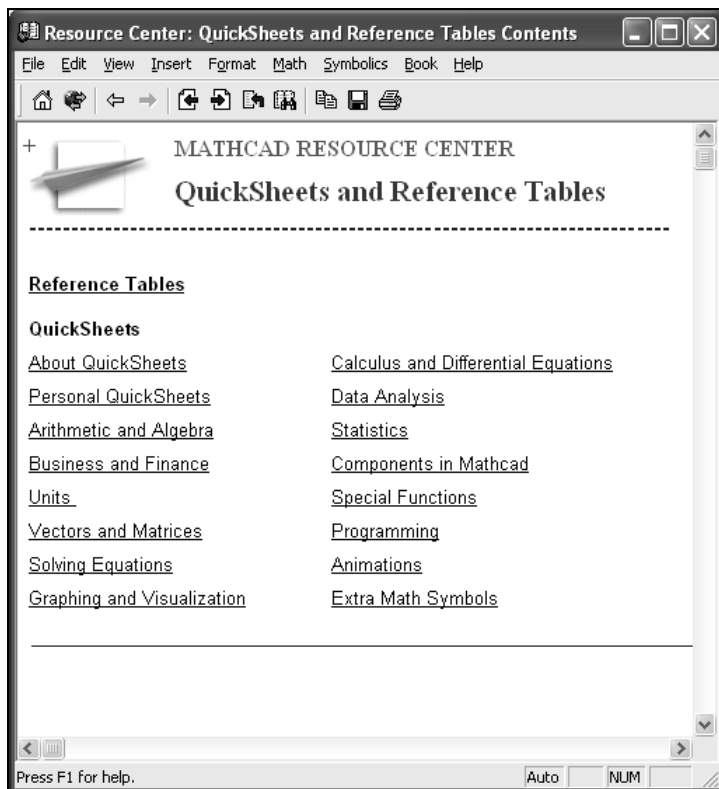 Resource Center: QuickSheets and Reference Tables Contents
File Edit View Insert Format Math Symbolics Book Help
MATHCAD RESOURCE CENTER
QuickSheets and Reference Tables
Reference Tables
QuickSheets
About QuickSheets
Personal QuickSheets
Arithmetic and Algebra
Business and Finance
Units
Vectors and Matrices
Solving Equations
Graphing and Visualization
Calculus and Differential Equations
Data Analysis
Statistics
Components in Mathcad
Special Functions
Programming
Animations
Extra Math Symbols
Press F1 for help. Auto NUM